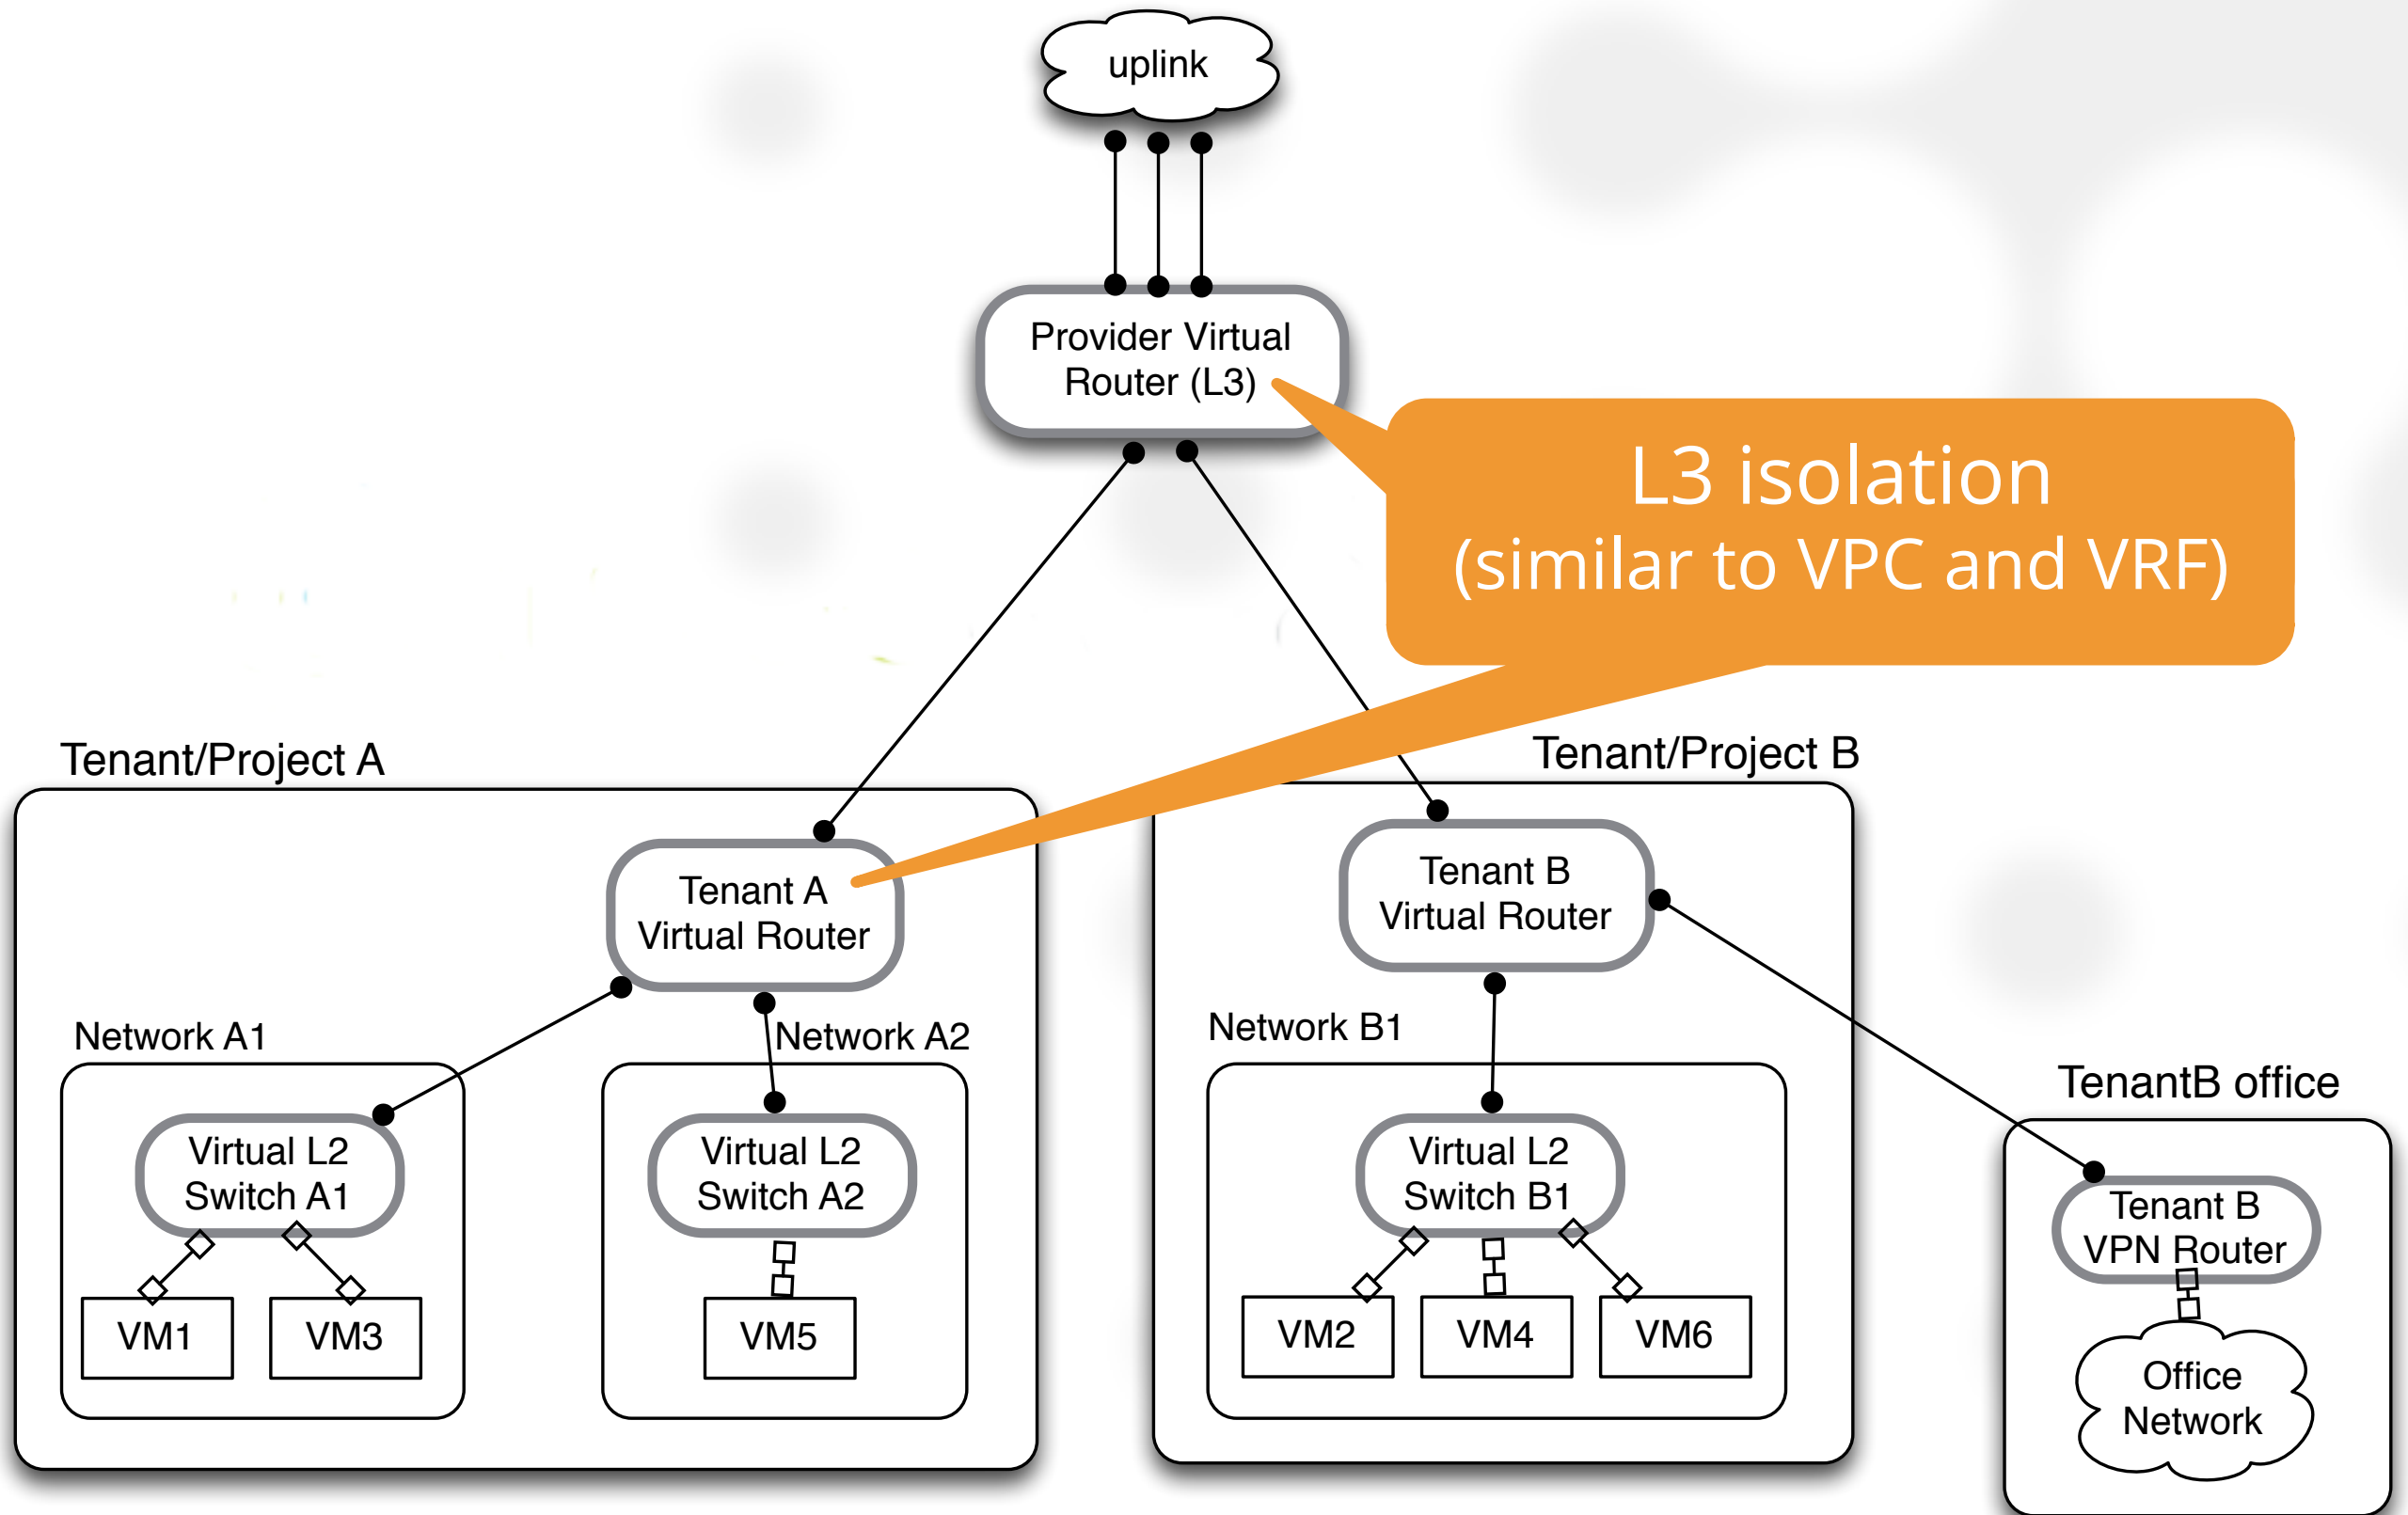 uplink
Provider Virtual
Router (L3)
L3 isolation
(similar to VPC and VRF)
Tenant/Project A
Tenant/Project B
Tenant A
Virtual Router
Tenant B
Virtual Router
Network A1
Network A2
Network B1
TenantB office
Virtual L2
Switch A1
Virtual L2
Switch A2
Virtual L2
Switch B1
Tenant B
VPN Router
VM1
VM3
VM5
VM2
VM4
VM6
Office
Network